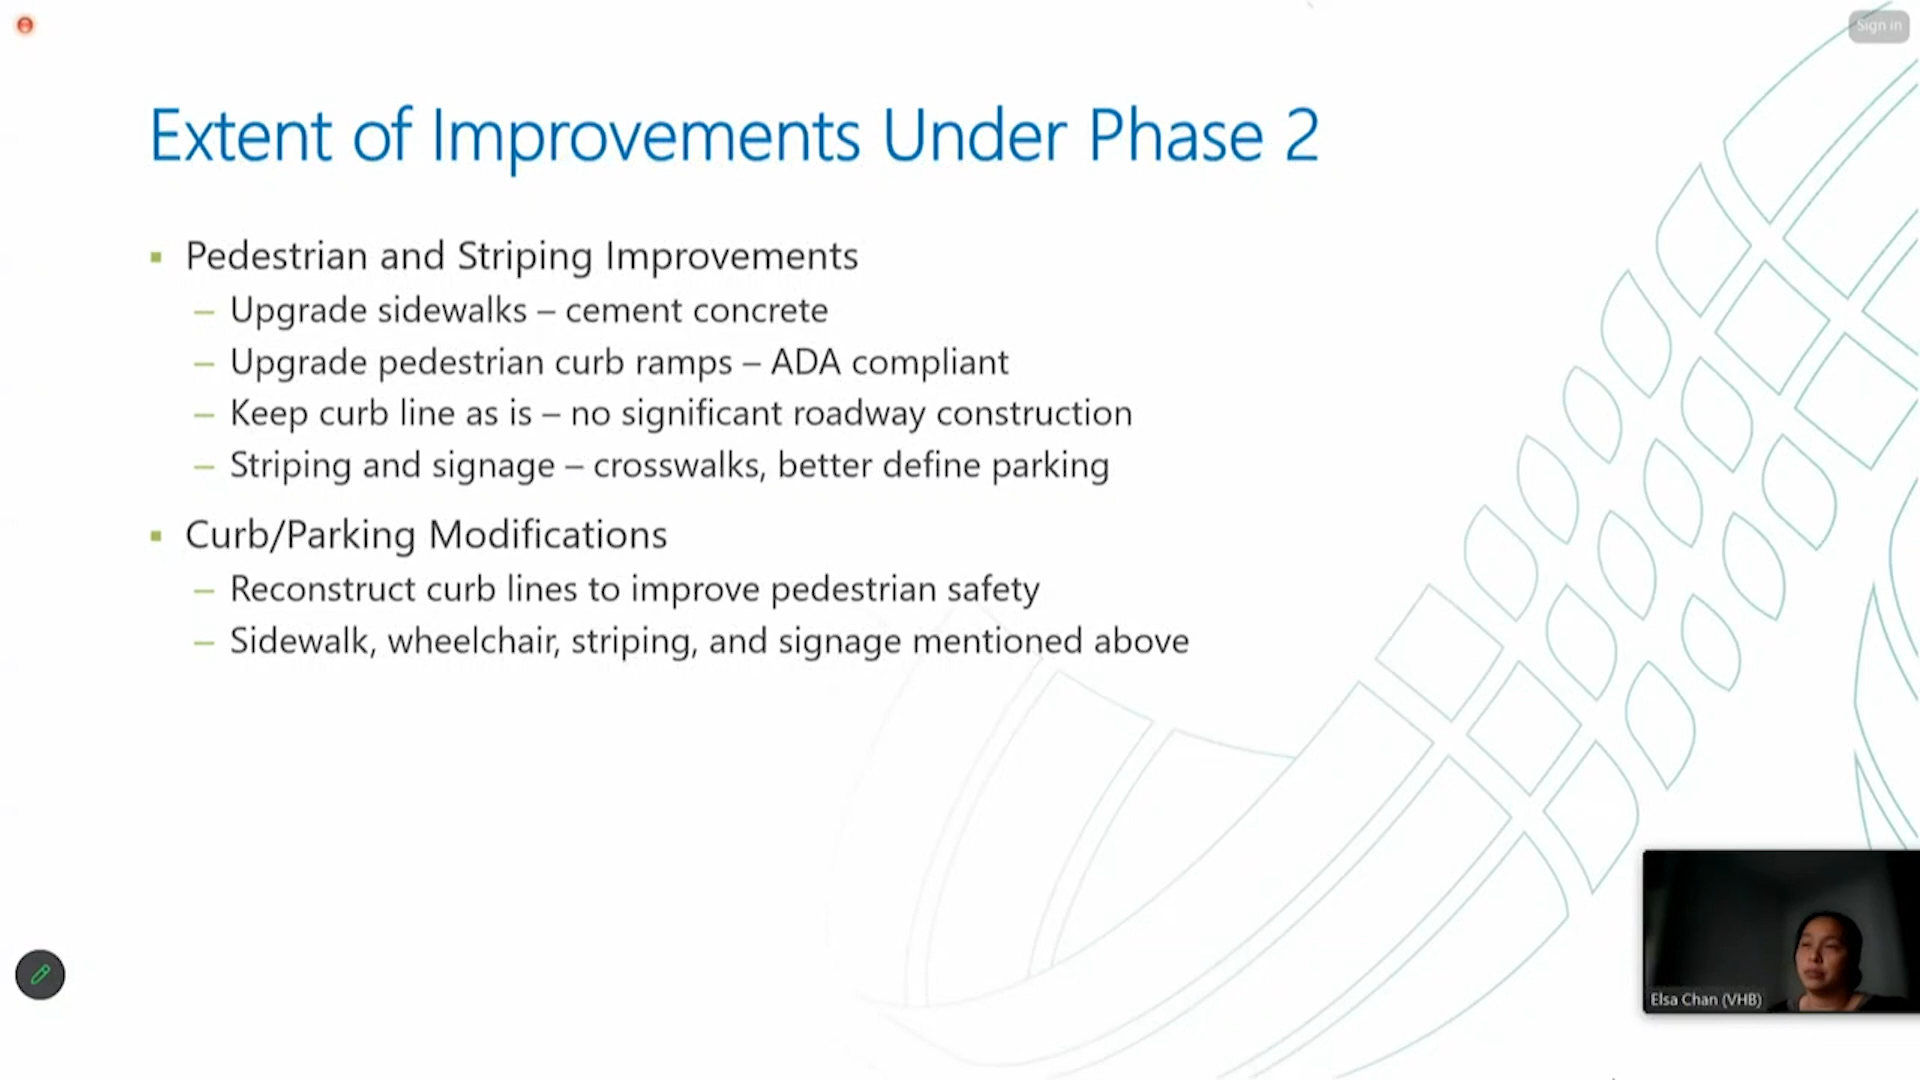 Sign in
Extent of Improvements Under Phase 2
Pedestrian and Striping Improvements
– Upgrade sidewalks – cement concrete
– Upgrade pedestrian curb ramps – ADA compliant
– Keep curb line as is – no significant roadway construction
– Striping and signage – crosswalks, better define parking
Curb/Parking Modifications
– Reconstruct curb lines to improve pedestrian safety
– Sidewalk, wheelchair, striping, and signage mentioned above
Elsa Chan (VHB)